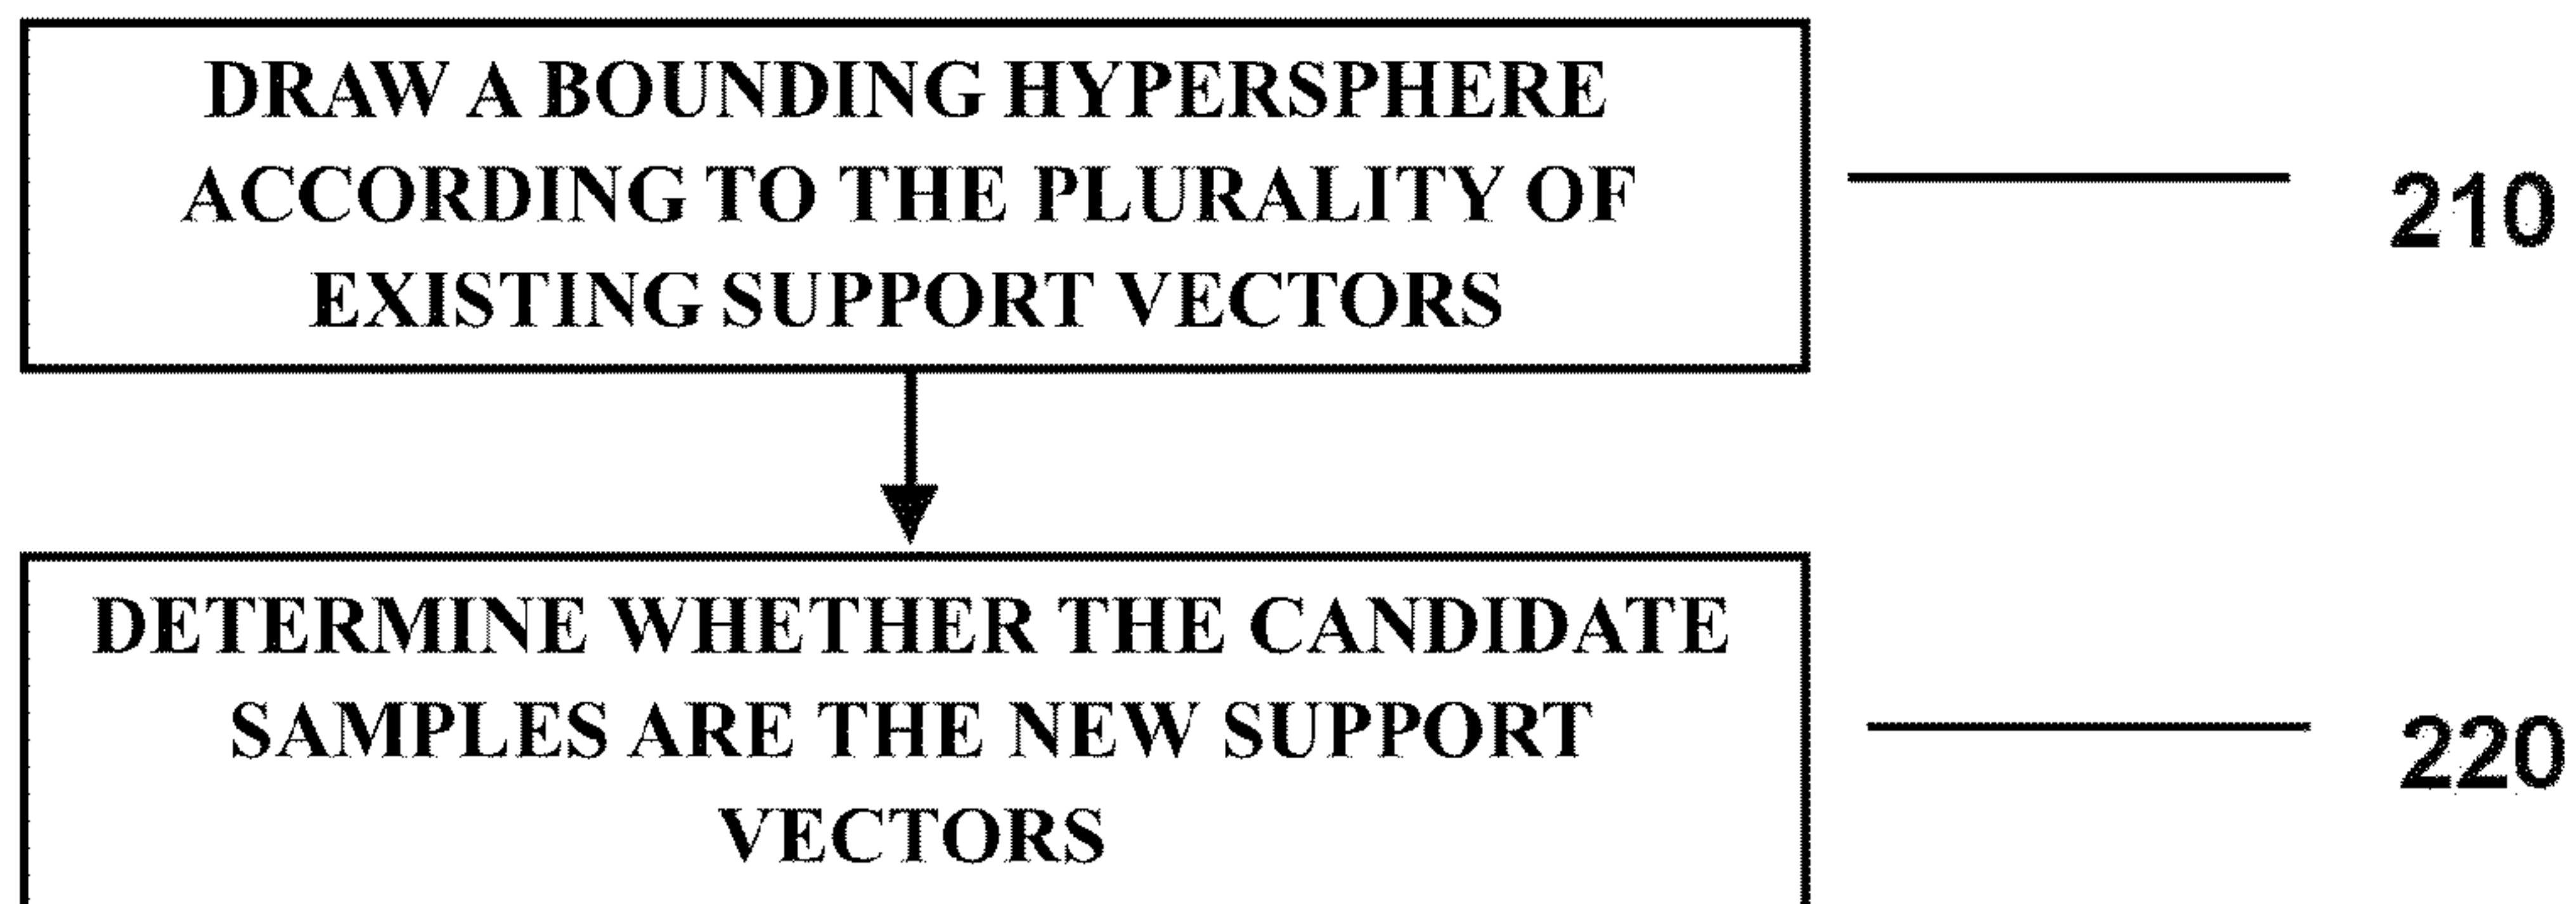 DRAW A BOUNDING HYPERSPHERE
ACCORDING TO THE PLURALITY OF
EXISTING SUPPORT VECTORS
210
DETERMINE WHETHER THE CANDIDATE
SAMPLES ARE THE NEW SUPPORT
VECTORS
220